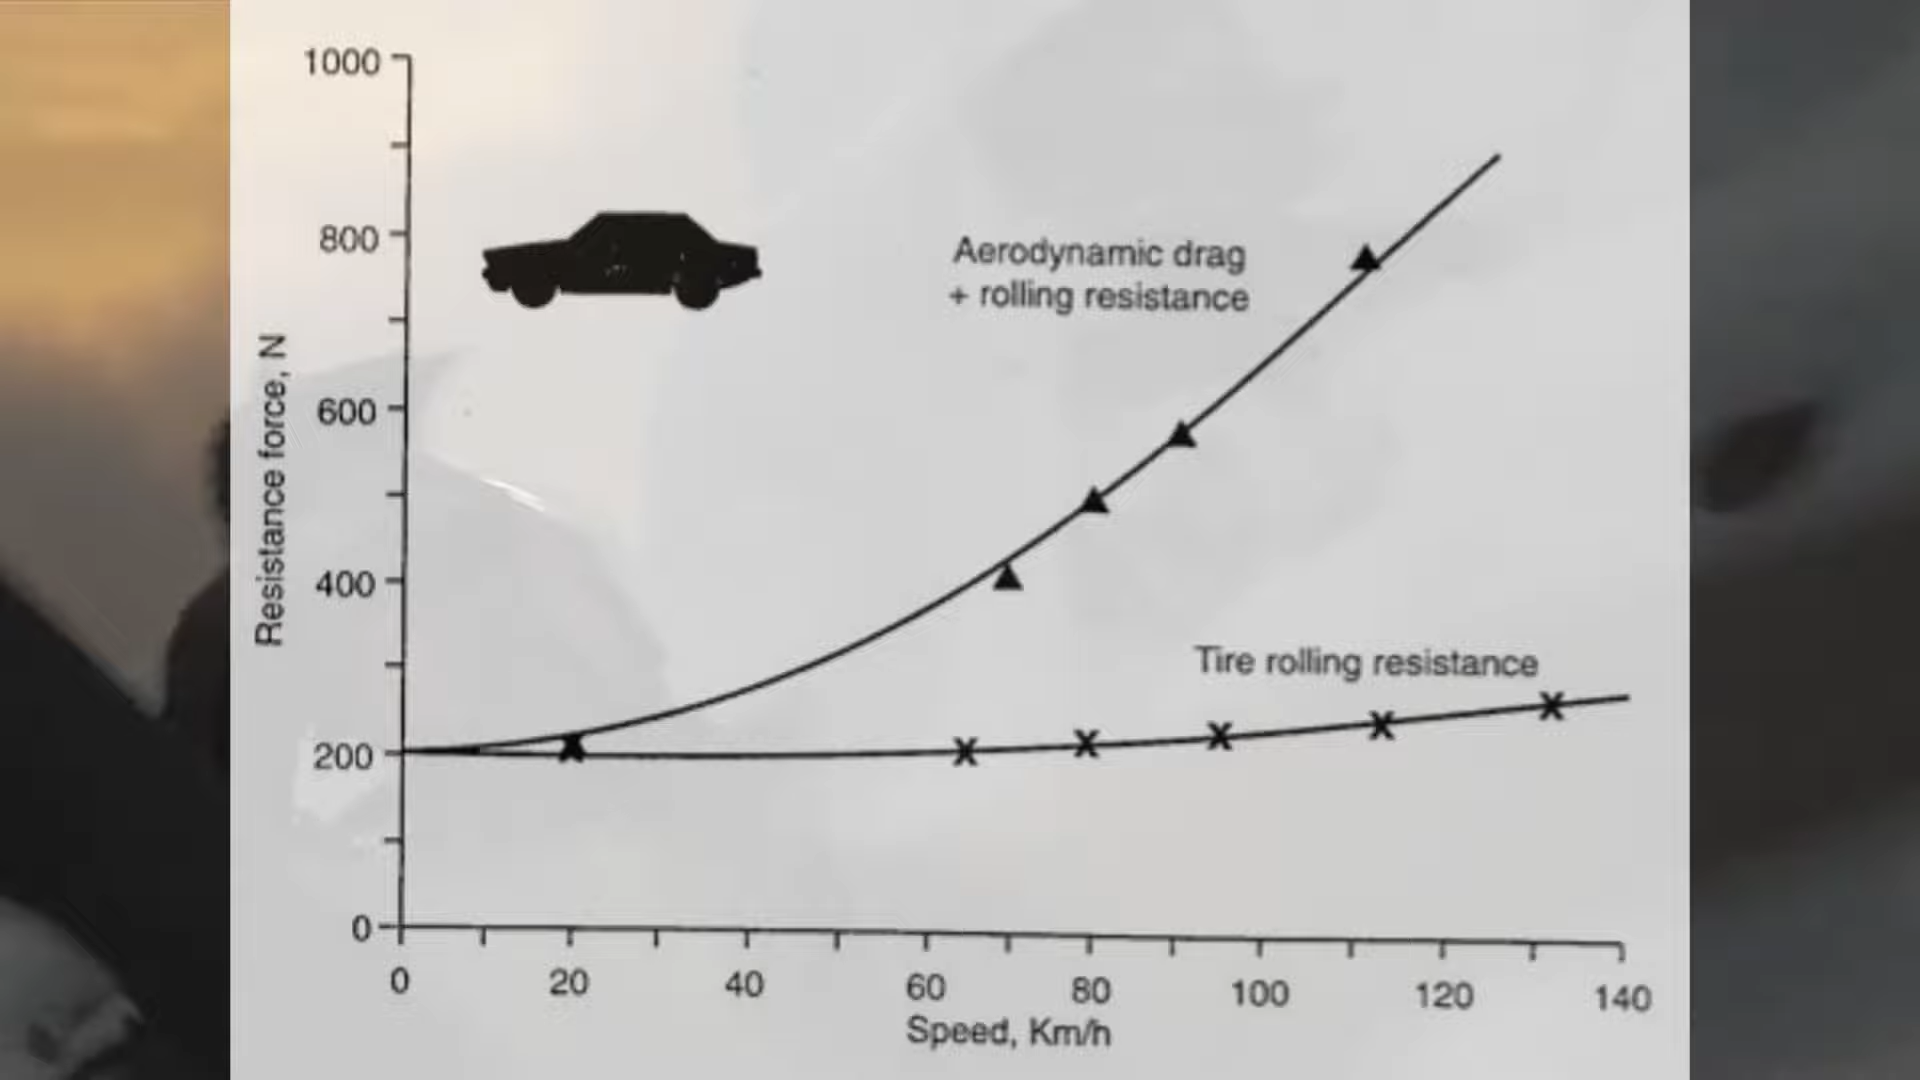 1000
800
600
400
200
0
Resistance force, N
Aerodynamic drag
+ rolling resistance
Tire rolling resistance
0 20 40 60 80 100 120 140
Speed, Km/h